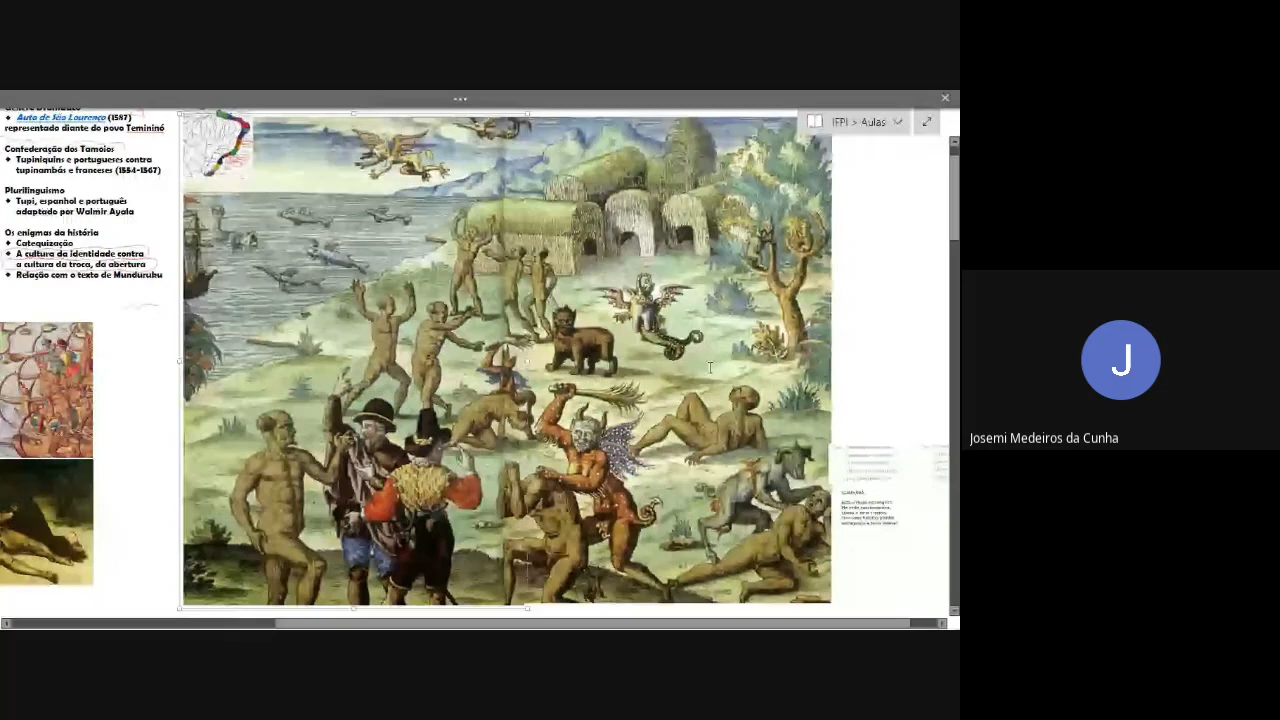 Auto de São Lourenço (1587)
representado diante do povo Temininó
Confederação dos Tamoios
Tupiniquins e portugueses contra
tupinambás e franceses (1554-1567)
Plurilinguismo
Tupi, espanhol e português
adaptado por Walmir Ayala
Os enigmas da história
Catequização
A cultura da identidade contra
a cultura da troca, da abertura
Relação com o texto de Munduruku
IFPI > Aulas
J
Josemi Medeiros da Cunha